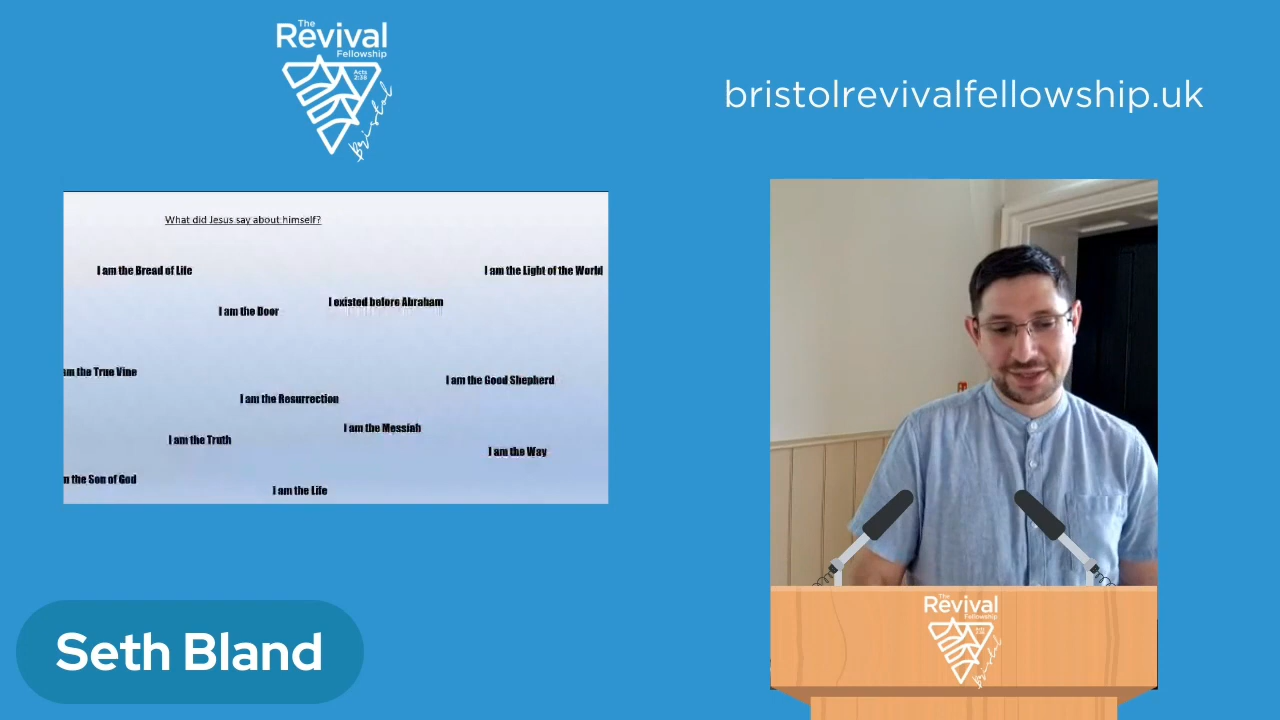 The
Revival
Fellowship
Acts
2:38
Bristol
bristolrevivalfellowship.uk
What did Jesus say about himself?
I am the Bread of Life
I am the Light of the World
I existed before Abraham
I am the Door
am the True Vine
I am the Good Shepherd
I am the Resurrection
I am the Messiah
I am the Truth
I am the Way
n the Son of God
I am the Life
Seth Bland
The
Revival
Fellowship
Bristol